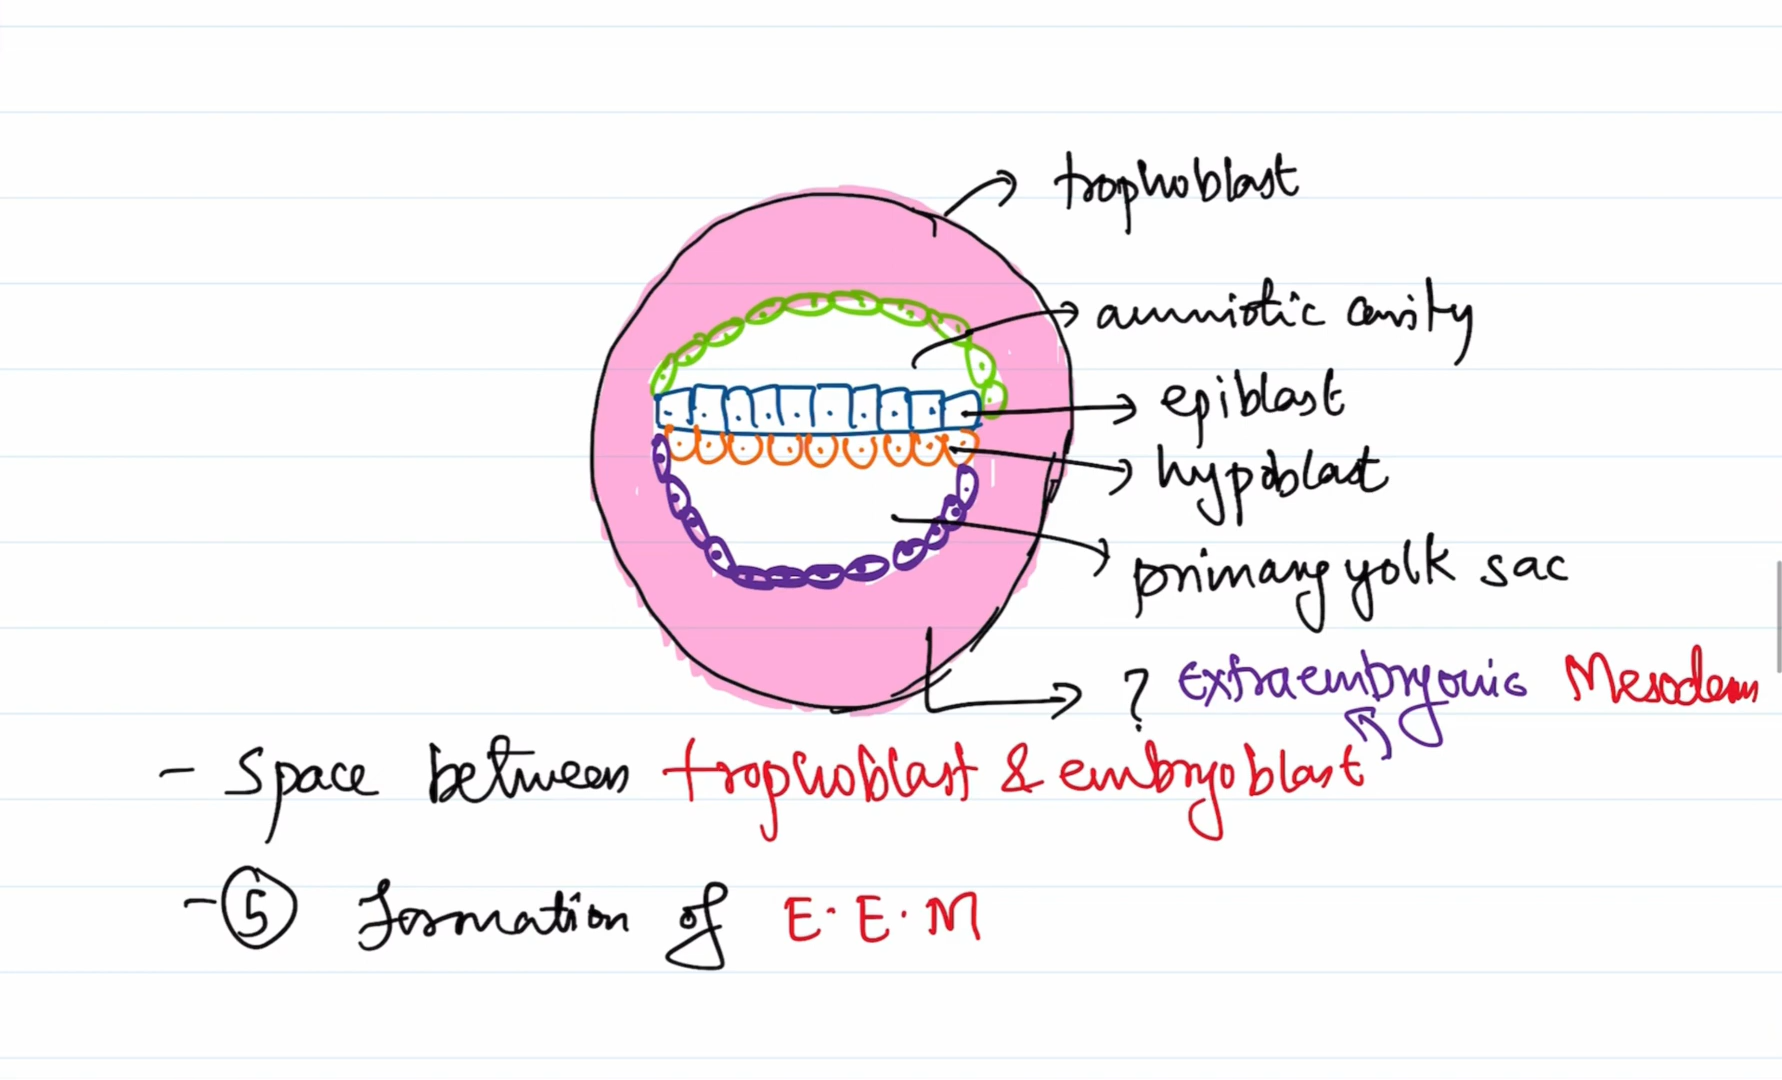 trophoblast
amniotic cavity
epiblast
hypoblast
primary yolk sac
? Extraembryonic Mesoderm
- Space between trophoblast & embryoblast
- 5 Formation of E.E.M